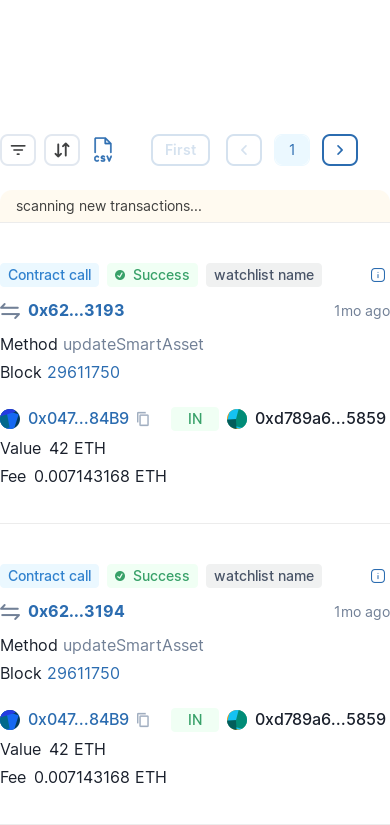 CSV
First
1
scanning new transactions...
Contract call Success watchlist name
0x62...3193 1mo ago
Method updateSmartAsset
Block 29611750
0x047...84B9 IN 0xd789a6...5859
Value 42 ETH
Fee 0.007143168 ETH
Contract call Success watchlist name
0x62...3194 1mo ago
Method updateSmartAsset
Block 29611750
0x047...84B9 IN 0xd789a6...5859
Value 42 ETH
Fee 0.007143168 ETH